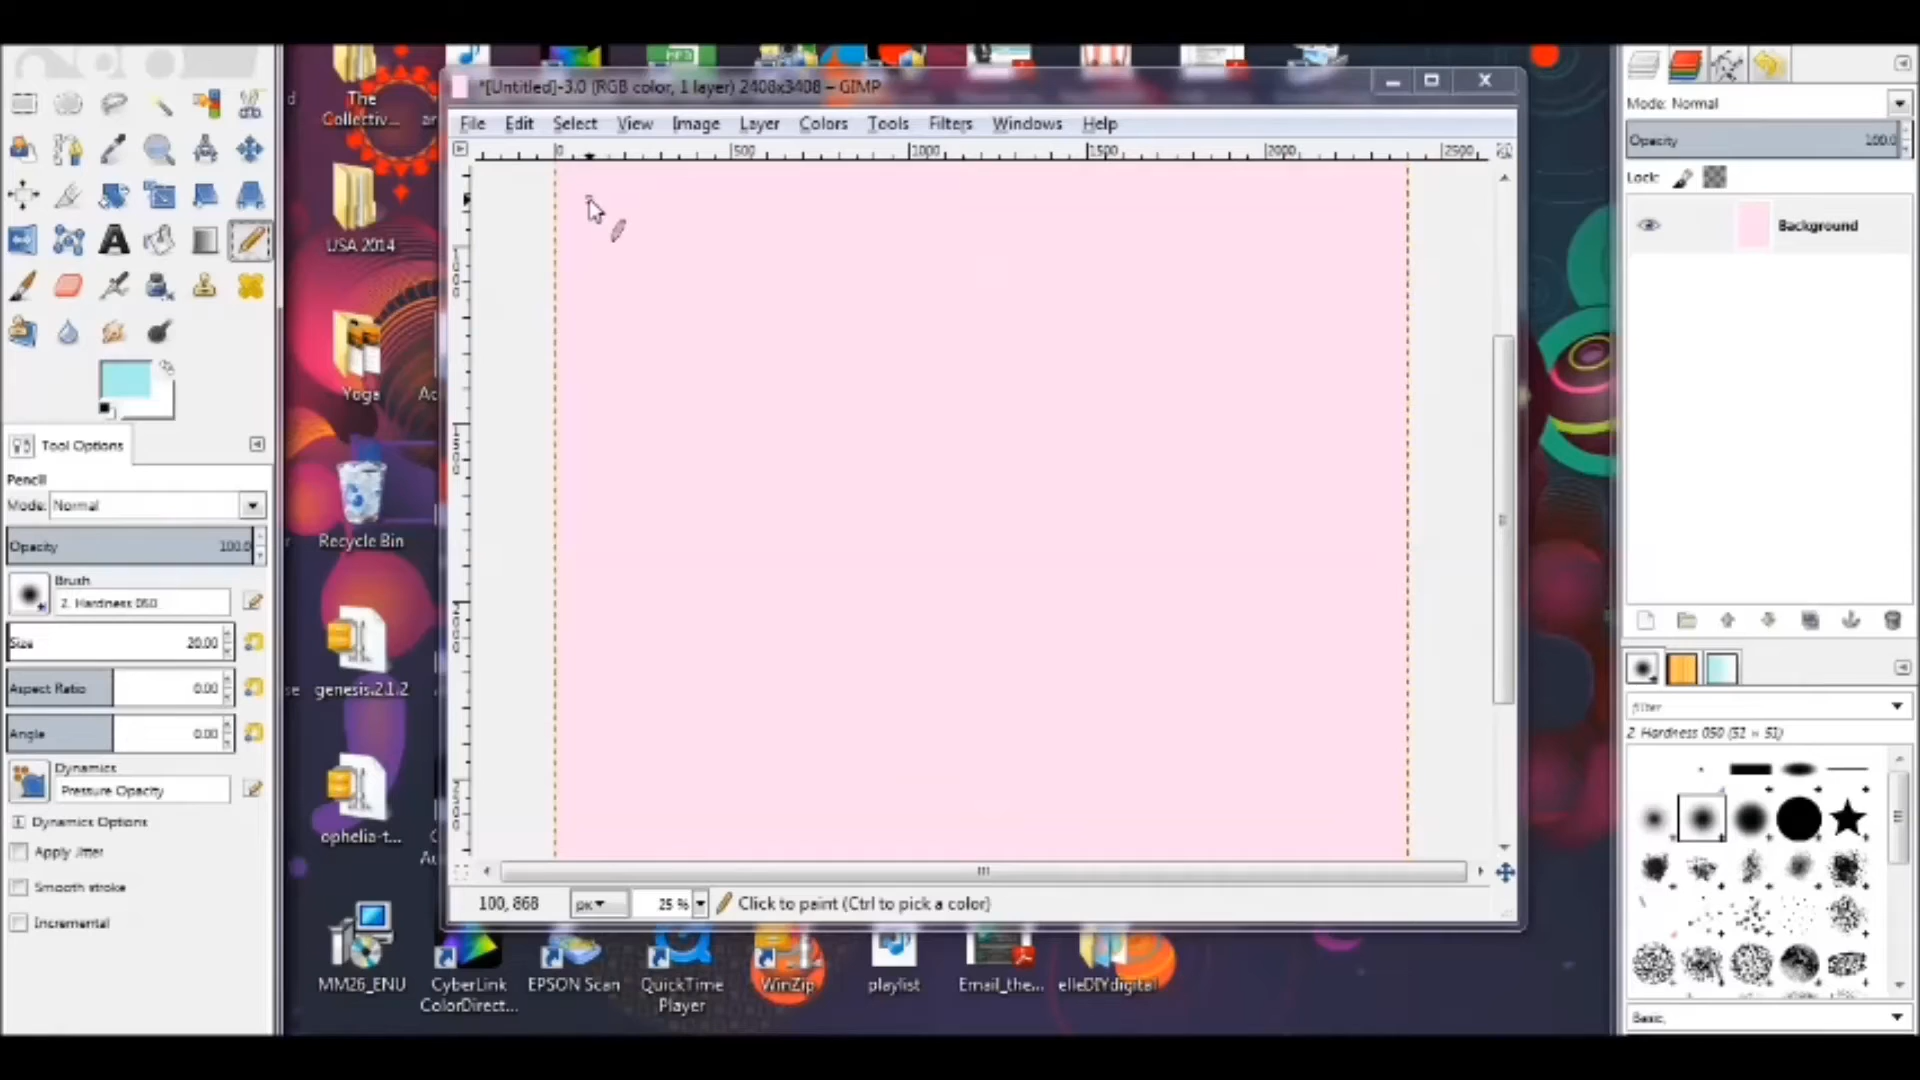 *[Untitled]-3.0 (RGB color, 1 layer) 2408x3408 – GIMP
File Edit Select View Image Layer Colors Tools Filters Windows Help
0 500 1000 1500 2000 2500
Tool Options
Pencil
Mode: Normal
Opacity 100.0
Brush
2. Hardness 050
Size 20.00
Aspect Ratio 0.00
Angle 0.00
Dynamics
Pressure Opacity
Dynamics Options
Apply Jitter
Smooth stroke
Incremental
The
Collectiv...
USA 2014
Yoga
Recycle Bin
genesis.2.1.2
ophelia-t...
MM26_ENU
CyberLink
ColorDirect...
EPSON Scan
QuickTime
Player
WinZip
playlist
Email_the...
elleDIYdigital
100, 868 px 25 % Click to paint (Ctrl to pick a color)
Mode: Normal
Opacity 100.0
Lock:
Background
filter
2. Hardness 050 (51 × 51)
Basic,